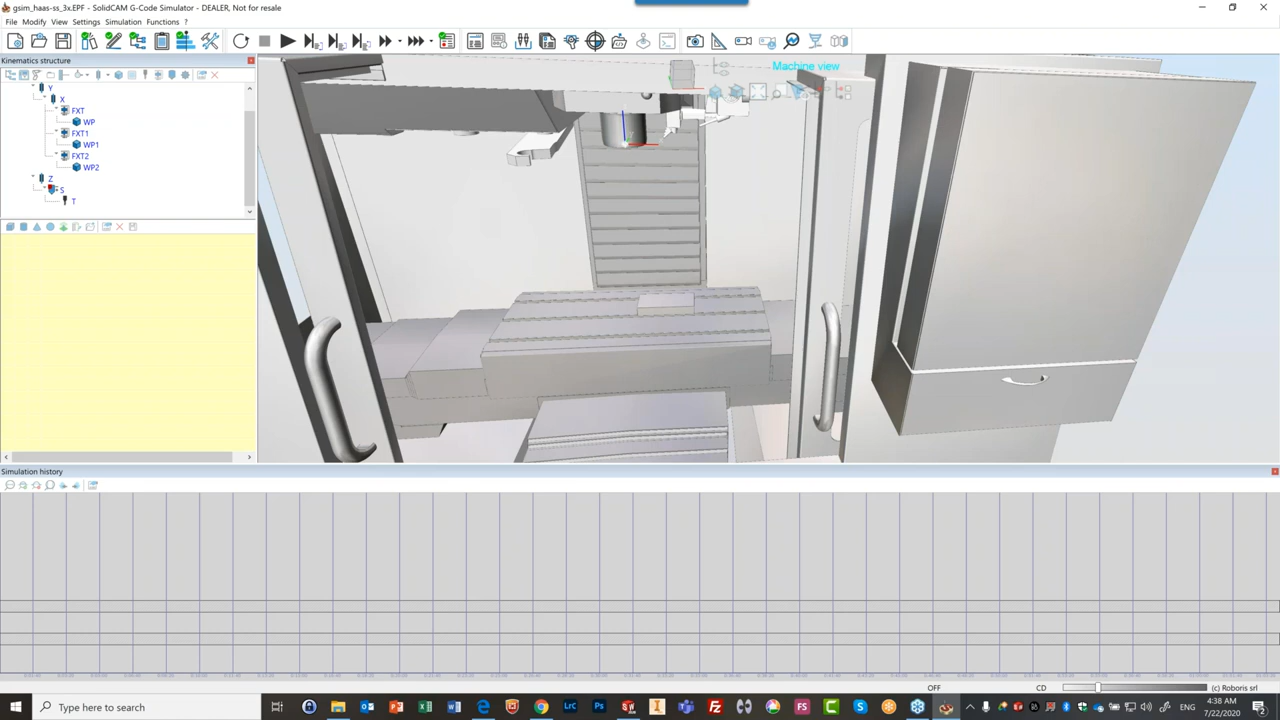 gsim_haas-ss_3x.EPF - SolidCAM G-Code Simulator - DEALER, Not for resale
File Modify View Settings Simulation Functions ?
Kinematics structure
Machine view
Y
X
FXT
WP
FXT1
WP1
FXT2
WP2
Z
S
T
Simulation history
OFF CD (c) Roboris srl
Type here to search
4:38 AM
7/22/2020